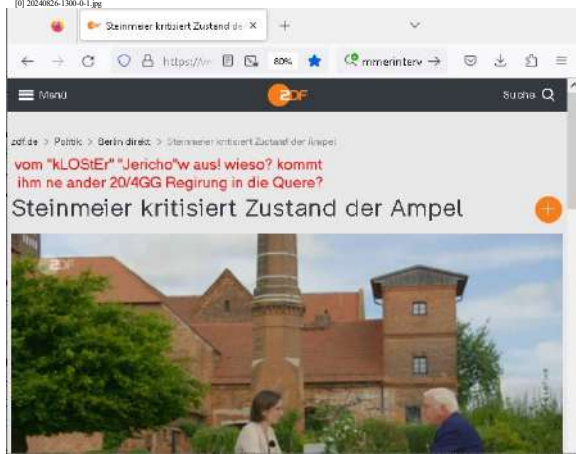 [0] 20240826-1300-0-1.jpg
Steinmeier kritisiert Zustand de
https://
80%
mmerinterv
Menü
ZDF
Suche
zdf.de > Politik > Berlin direkt > Steinmeier kritisiert Zustand der Ampel
vom "kLOStEr" "Jericho"w aus! wieso? kommt
ihm ne ander 20/4GG Regirung in die Quere?
Steinmeier kritisiert Zustand der Ampel
ZDF